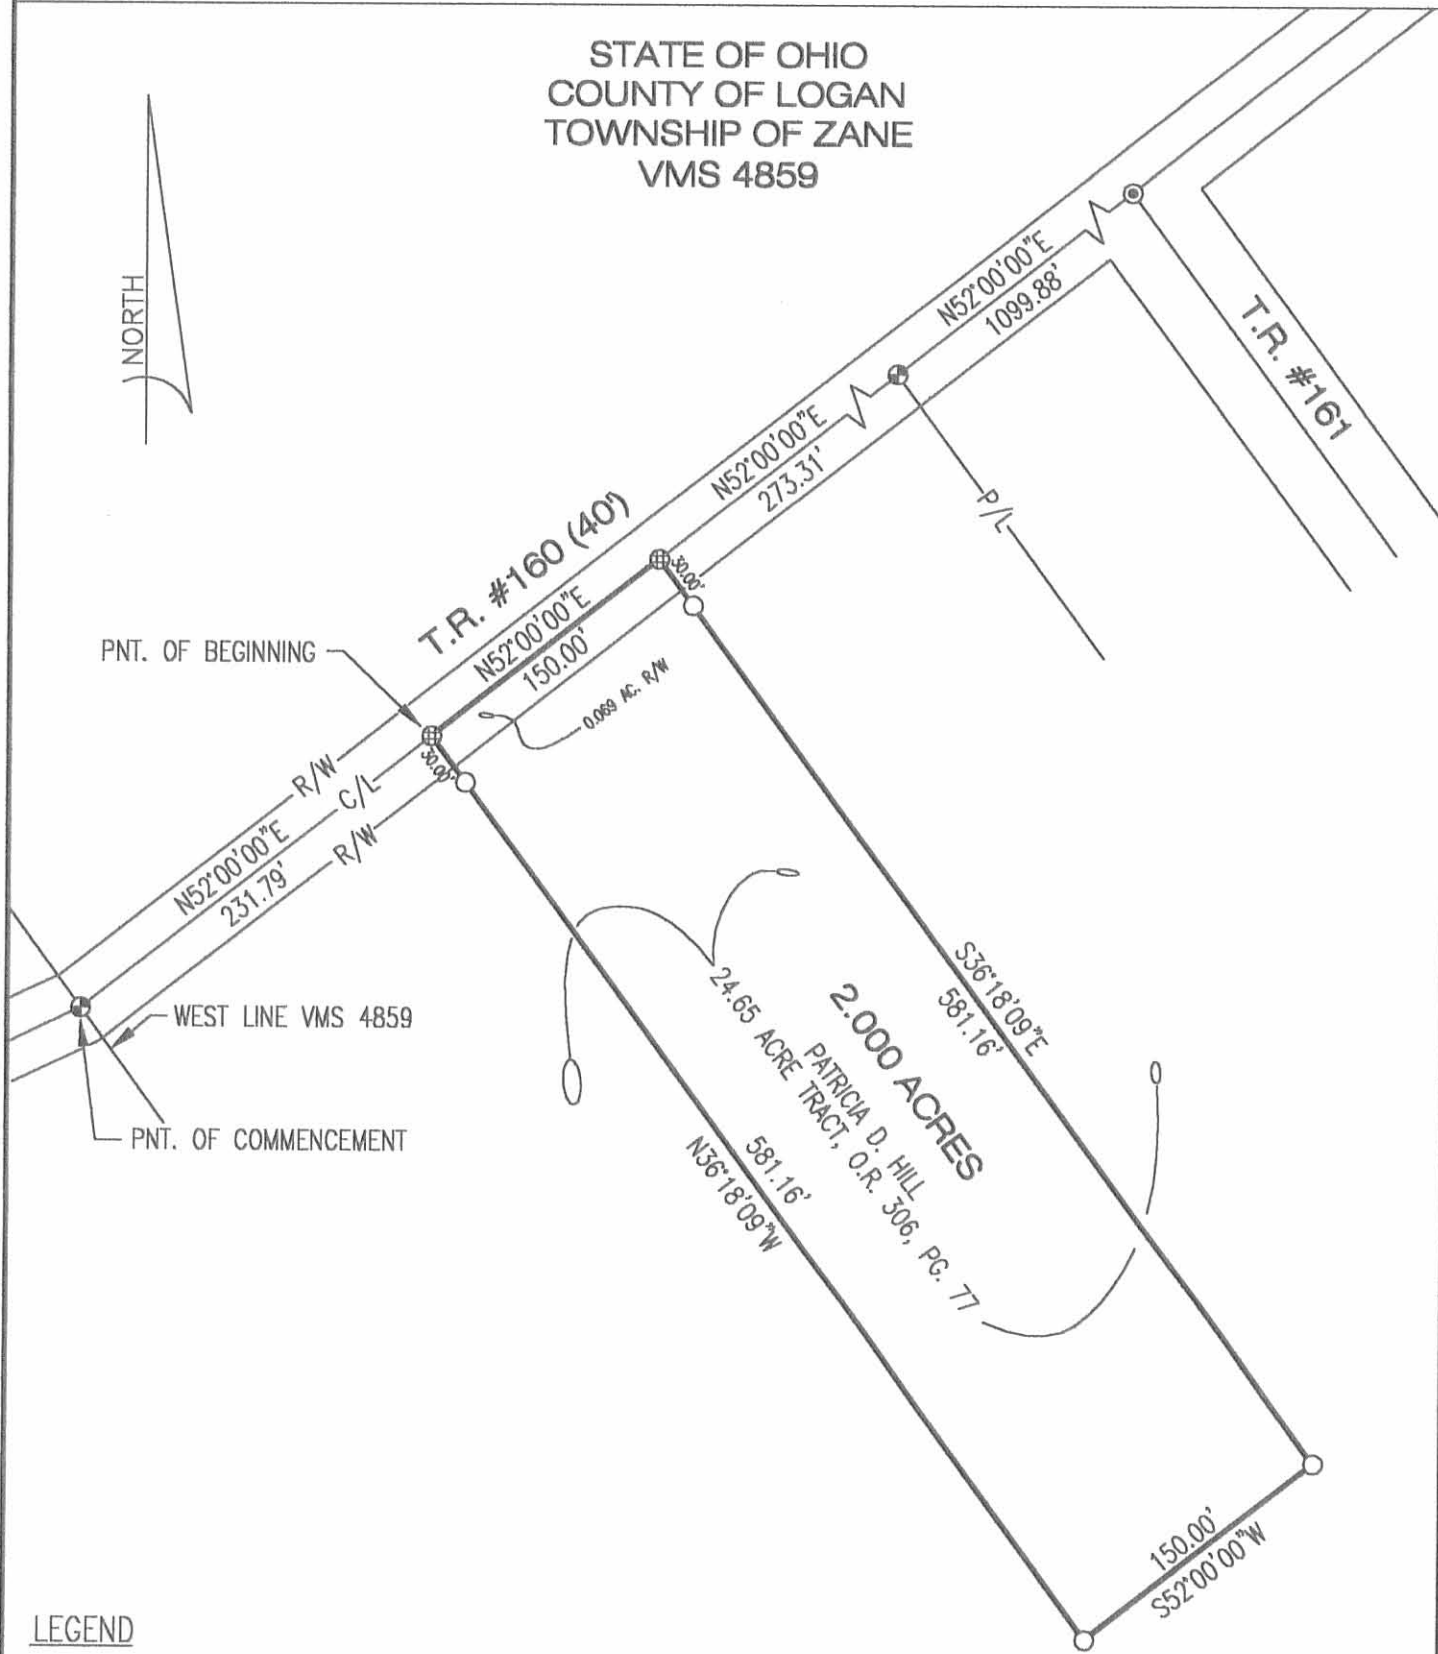 STATE OF OHIO
COUNTY OF LOGAN
TOWNSHIP OF ZANE
VMS 4859
NORTH
N52°00'00"E
1099.88'
T.R. #161
N52°00'00"E
273.31'
P/L
T.R. #160 (40')
30.00'
N52°00'00"E
150.00'
PNT. OF BEGINNING
0.069 AC. R/W
30.00'
R/W
C/L
R/W
N52°00'00"E
231.79'
WEST LINE VMS 4859
PNT. OF COMMENCEMENT
S36°18'09"E
581.16'
2.000 ACRES
PATRICIA D. HILL
24.65 ACRE TRACT, O.R. 306, PG. 77
581.16'
N36°18'09"W
150.00'
S52°00'00"W
LEGEND